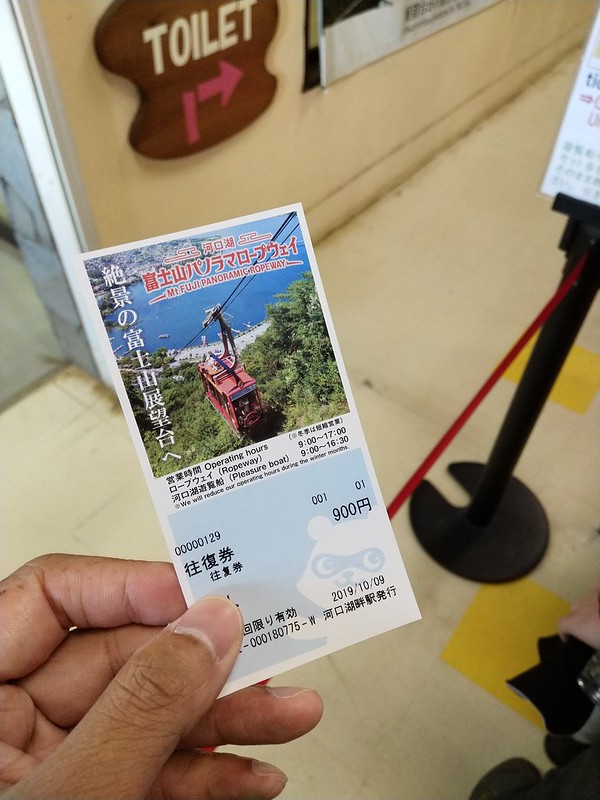 TOILET
河口湖
富士山パノラマロープウェイ
Mt.FUJI PANORAMIC ROPEWAY
絶景の富士山展望台へ
(※冬季は短縮営業)
営業時間 Operating hours
ロープウェイ (Ropeway) 9:00～17:00
河口湖遊覧船 (Pleasure boat) 9:00～16:30
※We will reduce our operating hours during the winter months.
001 01
00000129 900円
往復券
往復券
2019/10/09
回限り有効
-000180775-W 河口湖畔駅発行